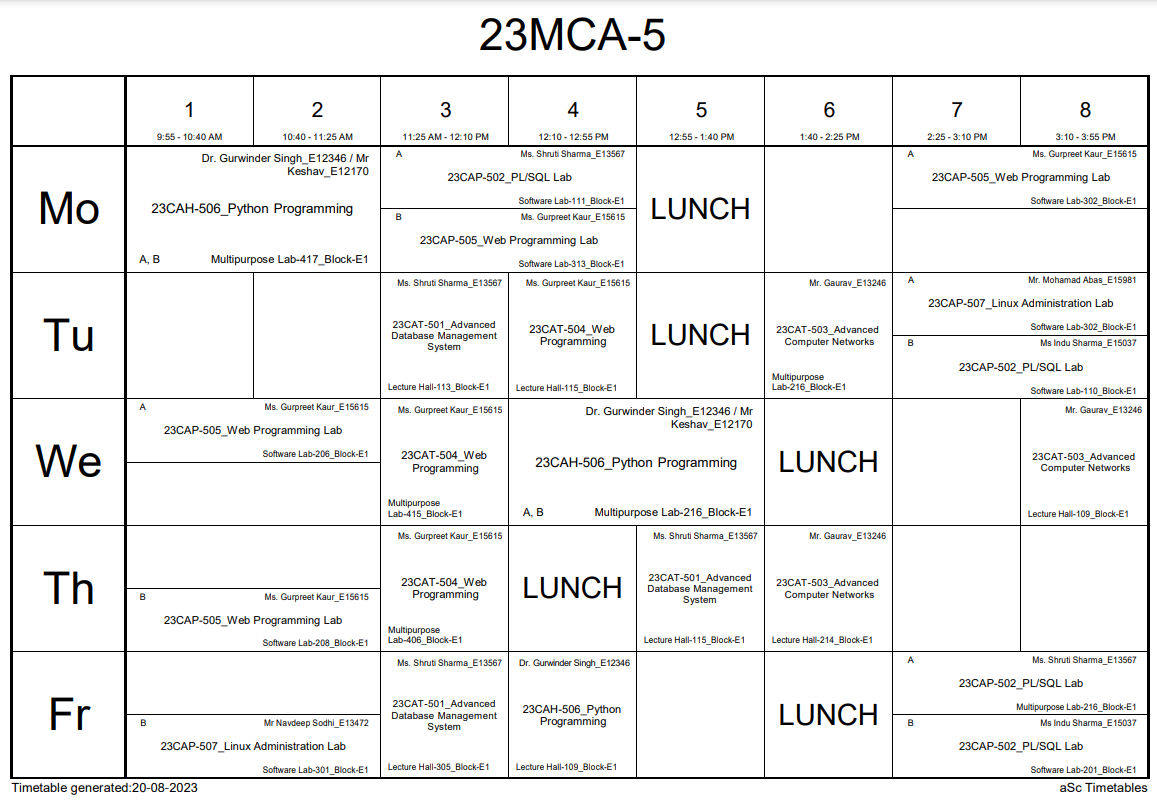 23MCA-5
1
2
3
4
5
6
7
8
9:55 - 10:40 AM
10:40 - 11:25 AM
11:25 AM - 12:10 PM
12:10 - 12:55 PM
12:55 - 1:40 PM
1:40 - 2:25 PM
2:25 - 3:10 PM
3:10 - 3:55 PM
Mo
Dr. Gurwinder Singh_E12346 / Mr
Keshav_E12170
23CAH-506_Python Programming
A, B
Multipurpose Lab-417_Block-E1
A
Ms. Shruti Sharma_E13567
23CAP-502_PL/SQL Lab
Software Lab-111_Block-E1
B
Ms. Gurpreet Kaur_E15615
23CAP-505_Web Programming Lab
Software Lab-313_Block-E1
LUNCH
A
Ms. Gurpreet Kaur_E15615
23CAP-505_Web Programming Lab
Software Lab-302_Block-E1
Tu
Ms. Shruti Sharma_E13567
23CAT-501_Advanced
Database Management
System
Lecture Hall-113_Block-E1
Ms. Gurpreet Kaur_E15615
23CAT-504_Web
Programming
Lecture Hall-115_Block-E1
LUNCH
Mr. Gaurav_E13246
23CAT-503_Advanced
Computer Networks
Multipurpose
Lab-216_Block-E1
A
Mr. Mohamad Abas_E15981
23CAP-507_Linux Administration Lab
Software Lab-302_Block-E1
B
Ms Indu Sharma_E15037
23CAP-502_PL/SQL Lab
Software Lab-110_Block-E1
We
A
Ms. Gurpreet Kaur_E15615
23CAP-505_Web Programming Lab
Software Lab-206_Block-E1
Ms. Gurpreet Kaur_E15615
23CAT-504_Web
Programming
Multipurpose
Lab-415_Block-E1
Dr. Gurwinder Singh_E12346 / Mr
Keshav_E12170
23CAH-506_Python Programming
A, B
Multipurpose Lab-216_Block-E1
LUNCH
Mr. Gaurav_E13246
23CAT-503_Advanced
Computer Networks
Lecture Hall-109_Block-E1
Th
B
Ms. Gurpreet Kaur_E15615
23CAP-505_Web Programming Lab
Software Lab-208_Block-E1
Ms. Gurpreet Kaur_E15615
23CAT-504_Web
Programming
Multipurpose
Lab-406_Block-E1
LUNCH
Ms. Shruti Sharma_E13567
23CAT-501_Advanced
Database Management
System
Lecture Hall-115_Block-E1
Mr. Gaurav_E13246
23CAT-503_Advanced
Computer Networks
Lecture Hall-214_Block-E1
Fr
B
Mr Navdeep Sodhi_E13472
23CAP-507_Linux Administration Lab
Software Lab-301_Block-E1
Ms. Shruti Sharma_E13567
23CAT-501_Advanced
Database Management
System
Lecture Hall-305_Block-E1
Dr. Gurwinder Singh_E12346
23CAH-506_Python
Programming
Lecture Hall-109_Block-E1
LUNCH
A
Ms. Shruti Sharma_E13567
23CAP-502_PL/SQL Lab
Multipurpose Lab-216_Block-E1
B
Ms Indu Sharma_E15037
23CAP-502_PL/SQL Lab
Software Lab-201_Block-E1
Timetable generated:20-08-2023
aSc Timetables